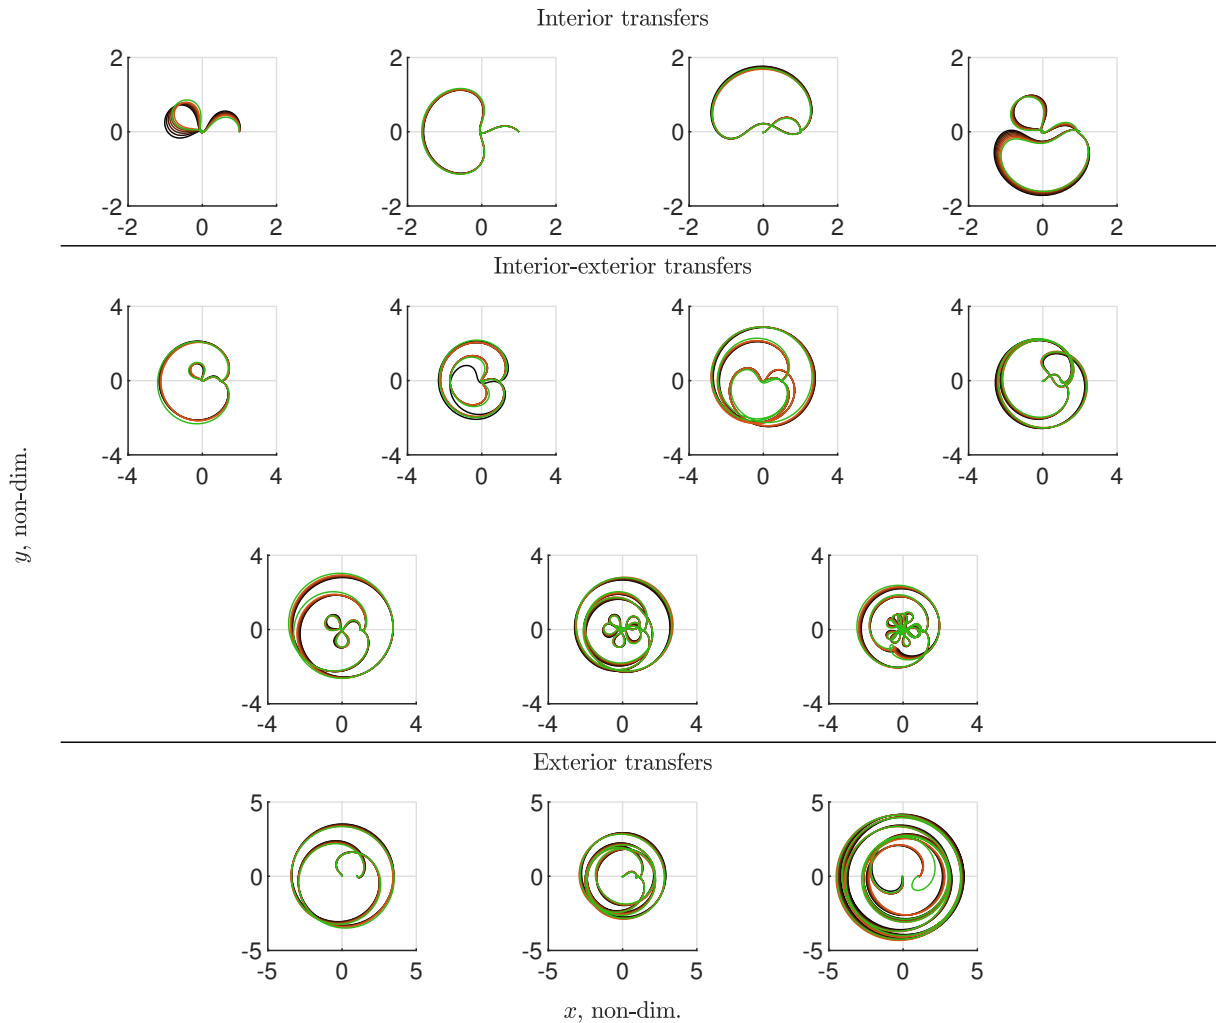 Interior transfers
2 2 2 2
0 0 0 0
-2 -2 -2 -2
-2 0 2 -2 0 2 -2 0 2 -2 0 2
Interior-exterior transfers
4 4 4 4
0 0 0 0
-4 -4 -4 -4
-4 0 4 -4 0 4 -4 0 4 -4 0 4
y, non-dim.
4 4 4
0 0 0
-4 -4 -4
-4 0 4 -4 0 4 -4 0 4
Exterior transfers
5 5 5
0 0 0
-5 -5 -5
-5 0 5 -5 0 5 -5 0 5
x, non-dim.